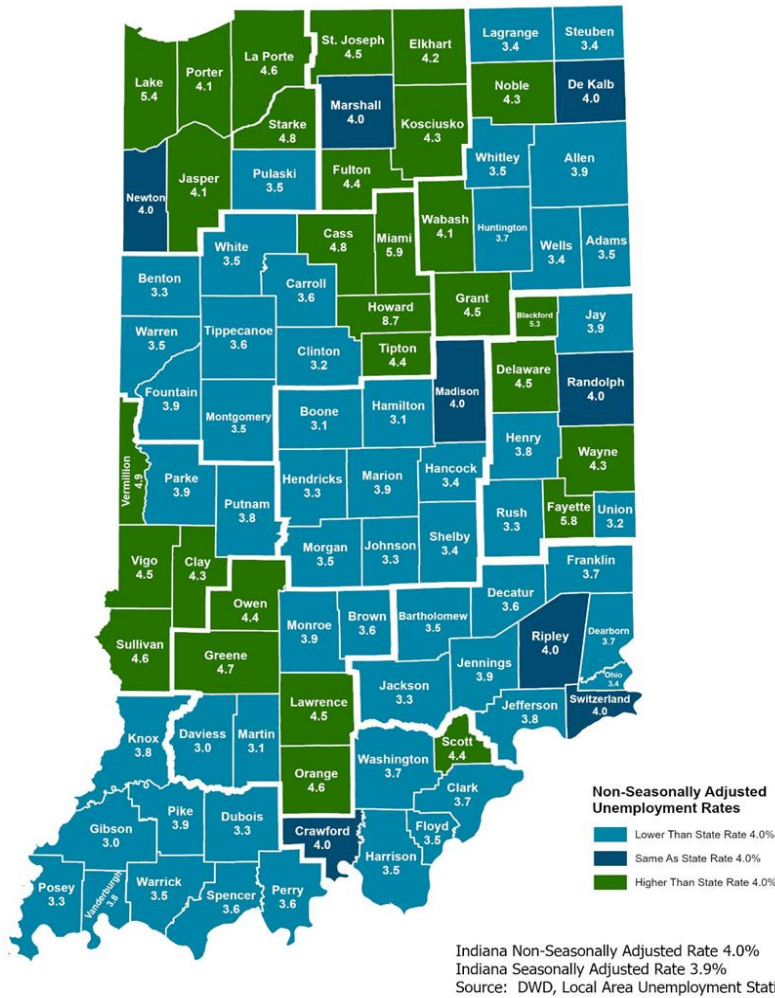 St. Joseph
4.5
Elkhart
4.2
Lagrange
3.4
Steuben
3.4
La Porte
4.6
Porter
4.1
Lake
5.4
Noble
4.3
De Kalb
4.0
Marshall
4.0
Starke
4.8
Kosciusko
4.3
Whitley
3.5
Allen
3.9
Jasper
4.1
Pulaski
3.5
Fulton
4.4
Newton
4.0
Wabash
4.1
Huntington
3.7
Cass
4.8
Miami
5.9
Wells
3.4
Adams
3.5
White
3.5
Benton
3.3
Carroll
3.6
Grant
4.5
Howard
8.7
Blackford
5.3
Jay
3.9
Warren
3.5
Tippecanoe
3.6
Clinton
3.2
Tipton
4.4
Delaware
4.5
Randolph
4.0
Madison
4.0
Fountain
3.9
Montgomery
3.5
Boone
3.1
Hamilton
3.1
Henry
3.8
Wayne
4.3
Vermillion
4.9
Parke
3.9
Putnam
3.8
Hendricks
3.3
Marion
3.9
Hancock
3.4
Rush
3.3
Fayette
5.8
Union
3.2
Morgan
3.5
Johnson
3.3
Shelby
3.4
Vigo
4.5
Clay
4.3
Franklin
3.7
Decatur
3.6
Owen
4.4
Monroe
3.9
Brown
3.6
Bartholomew
3.5
Ripley
4.0
Dearborn
3.7
Sullivan
4.6
Greene
4.7
Jennings
3.9
Ohio
3.4
Jackson
3.3
Switzerland
4.0
Jefferson
3.8
Lawrence
4.5
Knox
3.8
Daviess
3.0
Martin
3.1
Scott
4.4
Washington
3.7
Orange
4.6
Clark
3.7
Pike
3.9
Dubois
3.3
Gibson
3.0
Crawford
4.0
Floyd
3.5
Harrison
3.5
Posey
3.3
Vanderburgh
3.8
Warrick
3.5
Spencer
3.6
Perry
3.6
Non-Seasonally Adjusted
Unemployment Rates
Lower Than State Rate 4.0%
Same As State Rate 4.0%
Higher Than State Rate 4.0%
Indiana Non-Seasonally Adjusted Rate 4.0%
Indiana Seasonally Adjusted Rate 3.9%
Source: DWD, Local Area Unemployment Stati